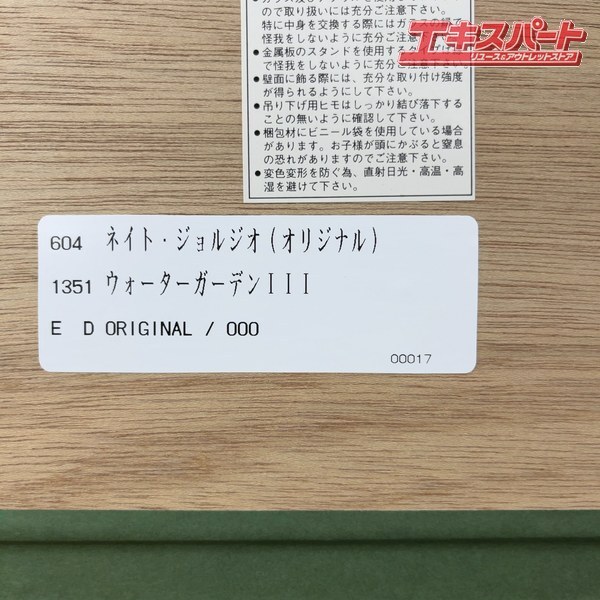 ので取り扱いには充分ご注意下さい。
特に中身を交換する際にはガラスの縁で
怪我をしないように充分ご注意下さい。
●金属板のスタンドを使用する
で怪我をしないように充分ご注意下さい。
●壁面に飾る際には、充分な取り付け強度
が得られるようにして下さい。
●吊り下げ用ヒモはしっかり結び落下する
ことの無いように確認して下さい。
●梱包材にビニール袋を使用している場合
があります。お子様が頭にかぶると窒息
の恐れがありますのでご注意下さい。
●変色変形を防ぐ為、直射日光・高温・高
湿を避けて下さい。
エキスパート
リユース&アウトレットストア
604 ネイト・ジョルジオ(オリジナル)
1351 ウォーターガーデンIII
E D ORIGINAL / 000
00017